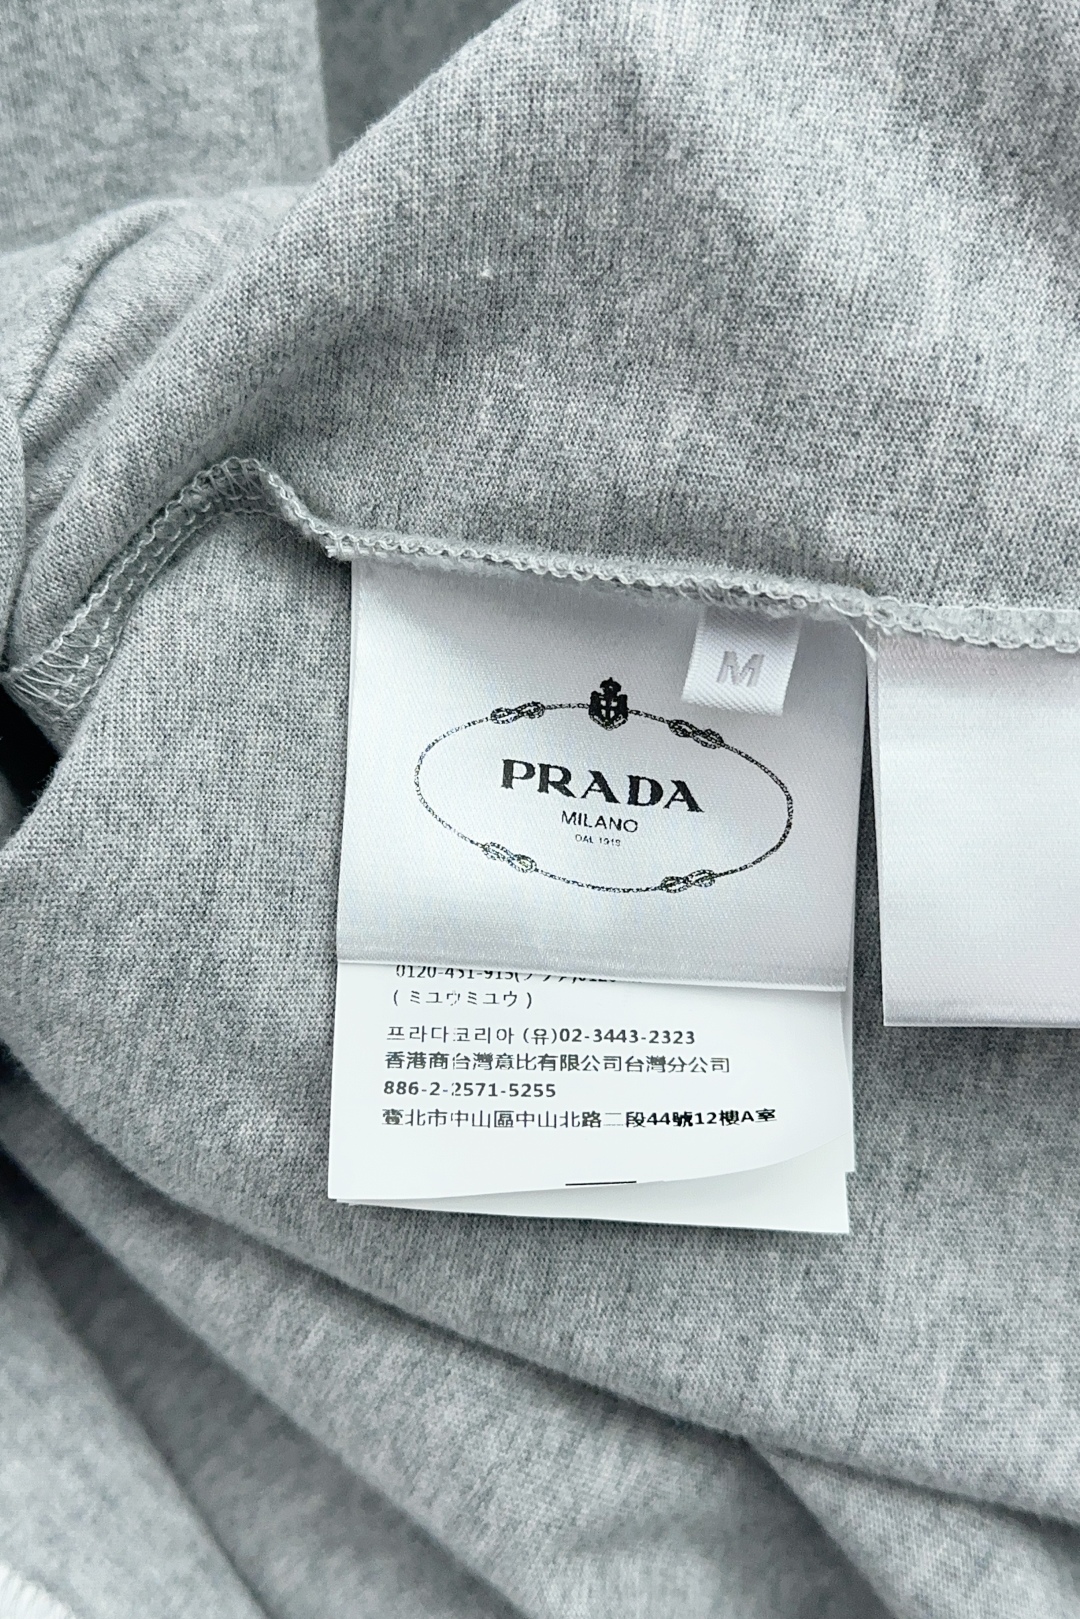 M
PRADA
MILANO
DAL 1913
(ミユウミユウ)
프라다코리아 (유)02-3443-2323
香港商台灣意比有限公司台灣分公司
886-2-2571-5255
臺北市中山區中山北路二段44號12樓A室